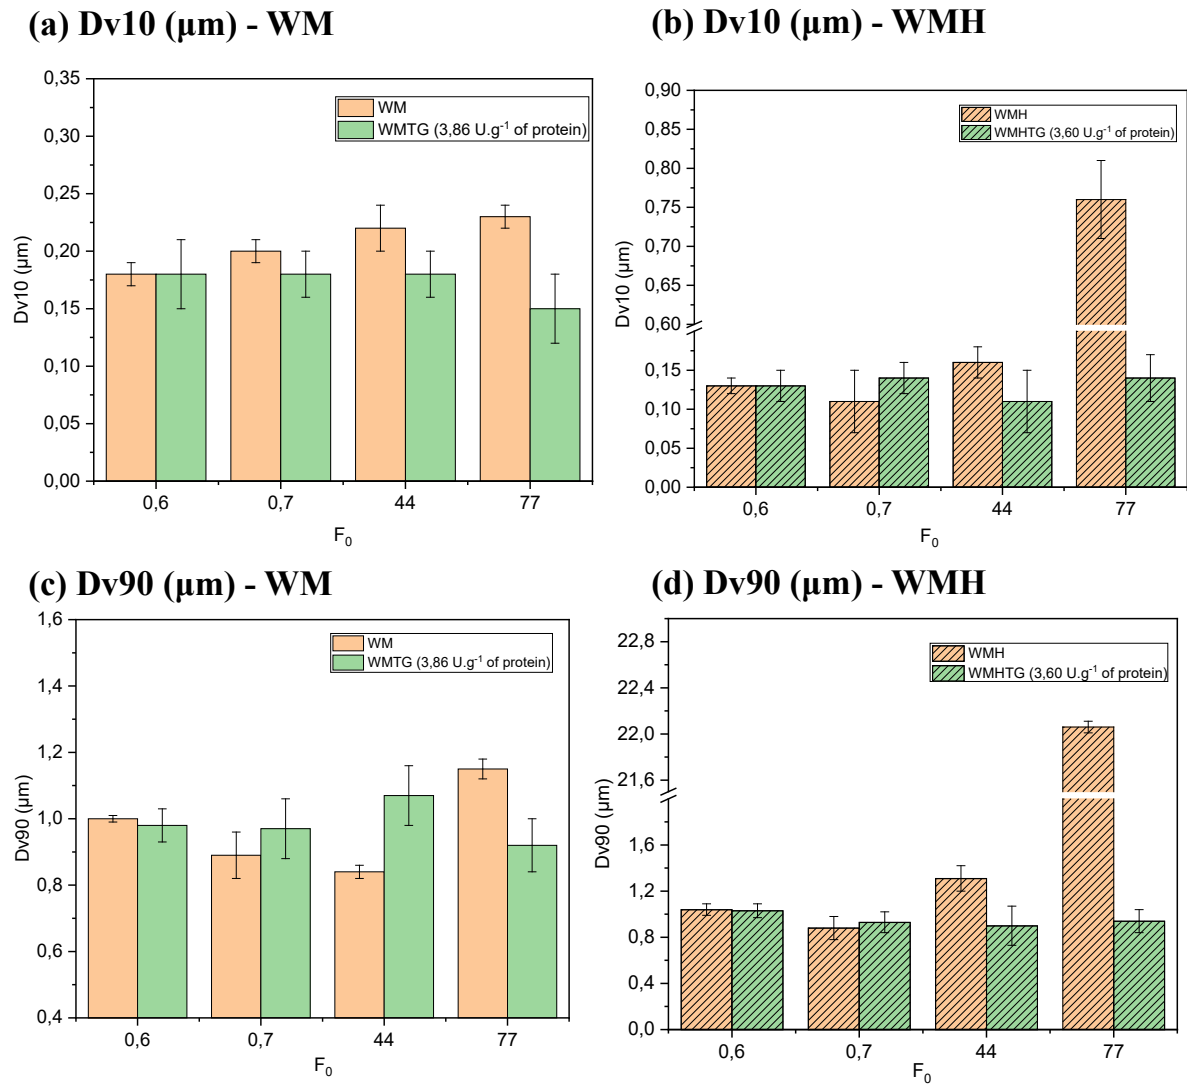 (a) Dv10 (μm) - WM
0,35
0,30
0,25
0,20
0,15
0,10
0,05
0,00
Dv10 (μm)
WM
WMTG (3,86 U.g⁻¹ of protein)
0,6
0,7
44
77
F₀
(b) Dv10 (μm) - WMH
0,90
0,85
0,80
0,75
0,70
0,65
0,60
0,15
0,10
0,05
0,00
Dv10 (μm)
WMH
WMHTG (3,60 U.g⁻¹ of protein)
0,6
0,7
44
77
F₀
(c) Dv90 (μm) - WM
1,6
1,4
1,2
1,0
0,8
0,6
0,4
Dv90 (μm)
WM
WMTG (3,86 U.g⁻¹ of protein)
0,6
0,7
44
77
F₀
(d) Dv90 (μm) - WMH
22,8
22,4
22,0
21,6
1,6
1,2
0,8
0,4
0,0
Dv90 (μm)
WMH
WMHTG (3,60 U.g⁻¹ of protein)
0,6
0,7
44
77
F₀